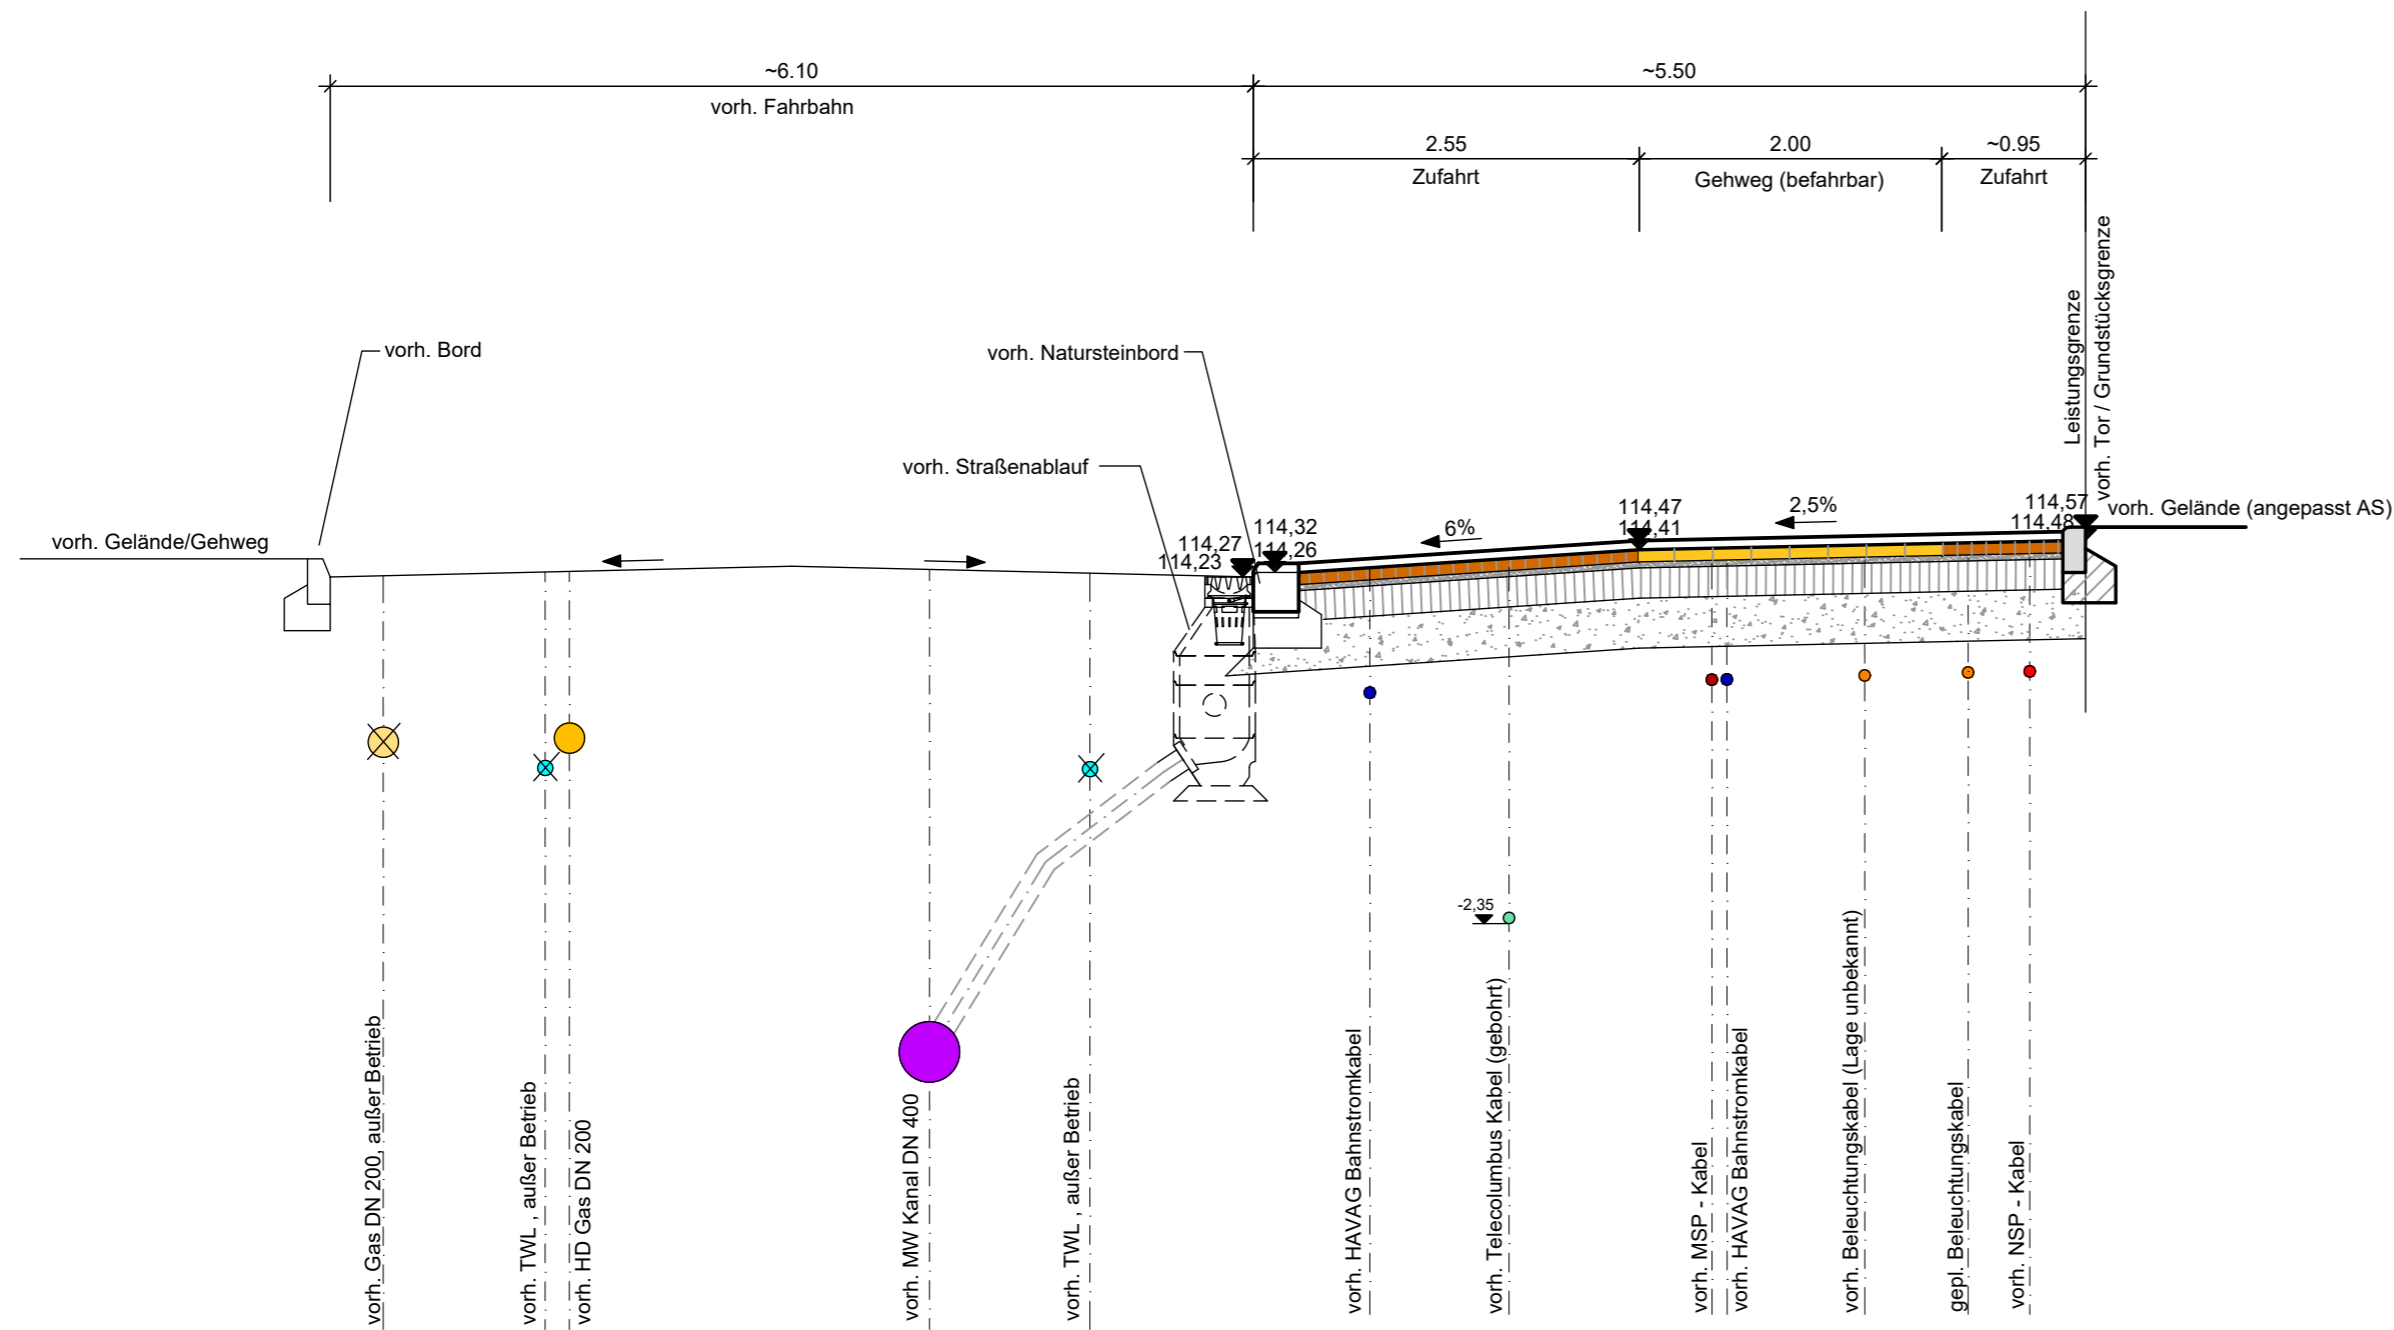 ~6.10
~5.50
vorh. Fahrbahn
2.55
2.00
~0.95
Zufahrt
Gehweg (befahrbar)
Zufahrt
Leistungsgrenze
vorh. Tor / Grundstücksgrenze
vorh. Bord
vorh. Natursteinbord
vorh. Straßenablauf
vorh. Gelände/Gehweg
114,27
114,23
114,32
114,26
6%
114,47
114,41
2,5%
114,57
114,48
vorh. Gelände (angepasst AS)
-2,35
vorh. Gas DN 200, außer Betrieb
vorh. TWL , außer Betrieb
vorh. HD Gas DN 200
vorh. MW Kanal DN 400
vorh. TWL , außer Betrieb
vorh. HAVAG Bahnstromkabel
vorh. Telecolumbus Kabel (gebohrt)
vorh. MSP - Kabel
vorh. HAVAG Bahnstromkabel
vorh. Beleuchtungskabel (Lage unbekannt)
gepl. Beleuchtungskabel
vorh. NSP - Kabel